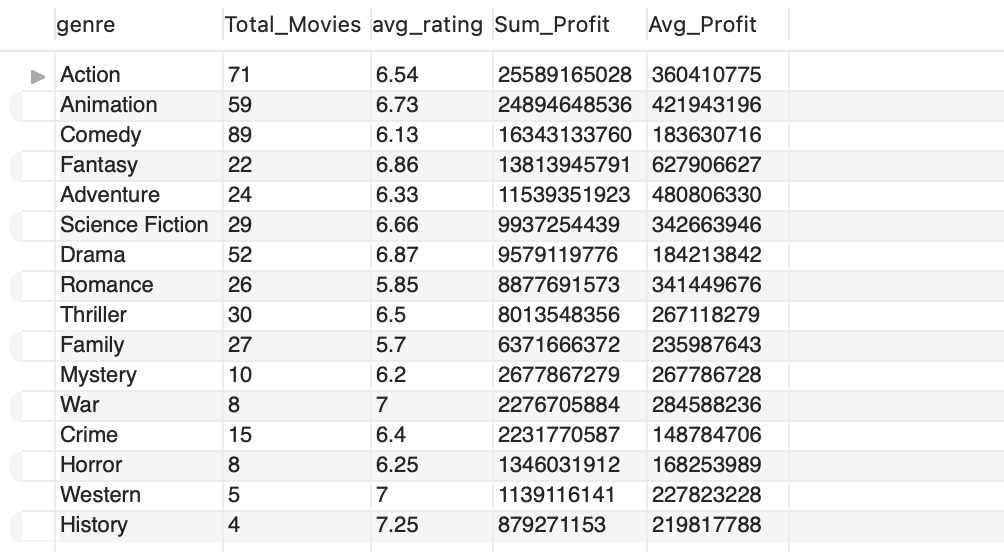 genre Total_Movies avg_rating Sum_Profit Avg_Profit
Action 71 6.54 25589165028 360410775
Animation 59 6.73 24894648536 421943196
Comedy 89 6.13 16343133760 183630716
Fantasy 22 6.86 13813945791 627906627
Adventure 24 6.33 11539351923 480806330
Science Fiction 29 6.66 9937254439 342663946
Drama 52 6.87 9579119776 184213842
Romance 26 5.85 8877691573 341449676
Thriller 30 6.5 8013548356 267118279
Family 27 5.7 6371666372 235987643
Mystery 10 6.2 2677867279 267786728
War 8 7 2276705884 284588236
Crime 15 6.4 2231770587 148784706
Horror 8 6.25 1346031912 168253989
Western 5 7 1139116141 227823228
History 4 7.25 879271153 219817788